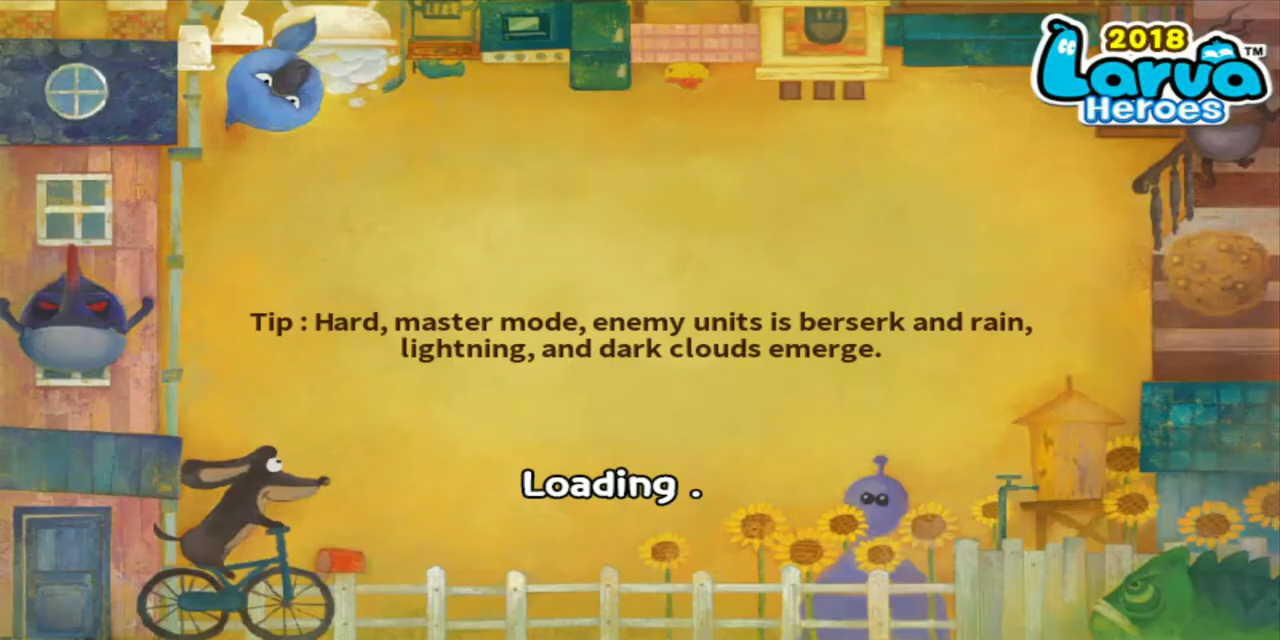 2018
Larva TM
Heroes
Tip : Hard, master mode, enemy units is berserk and rain,
lightning, and dark clouds emerge.
Loading .